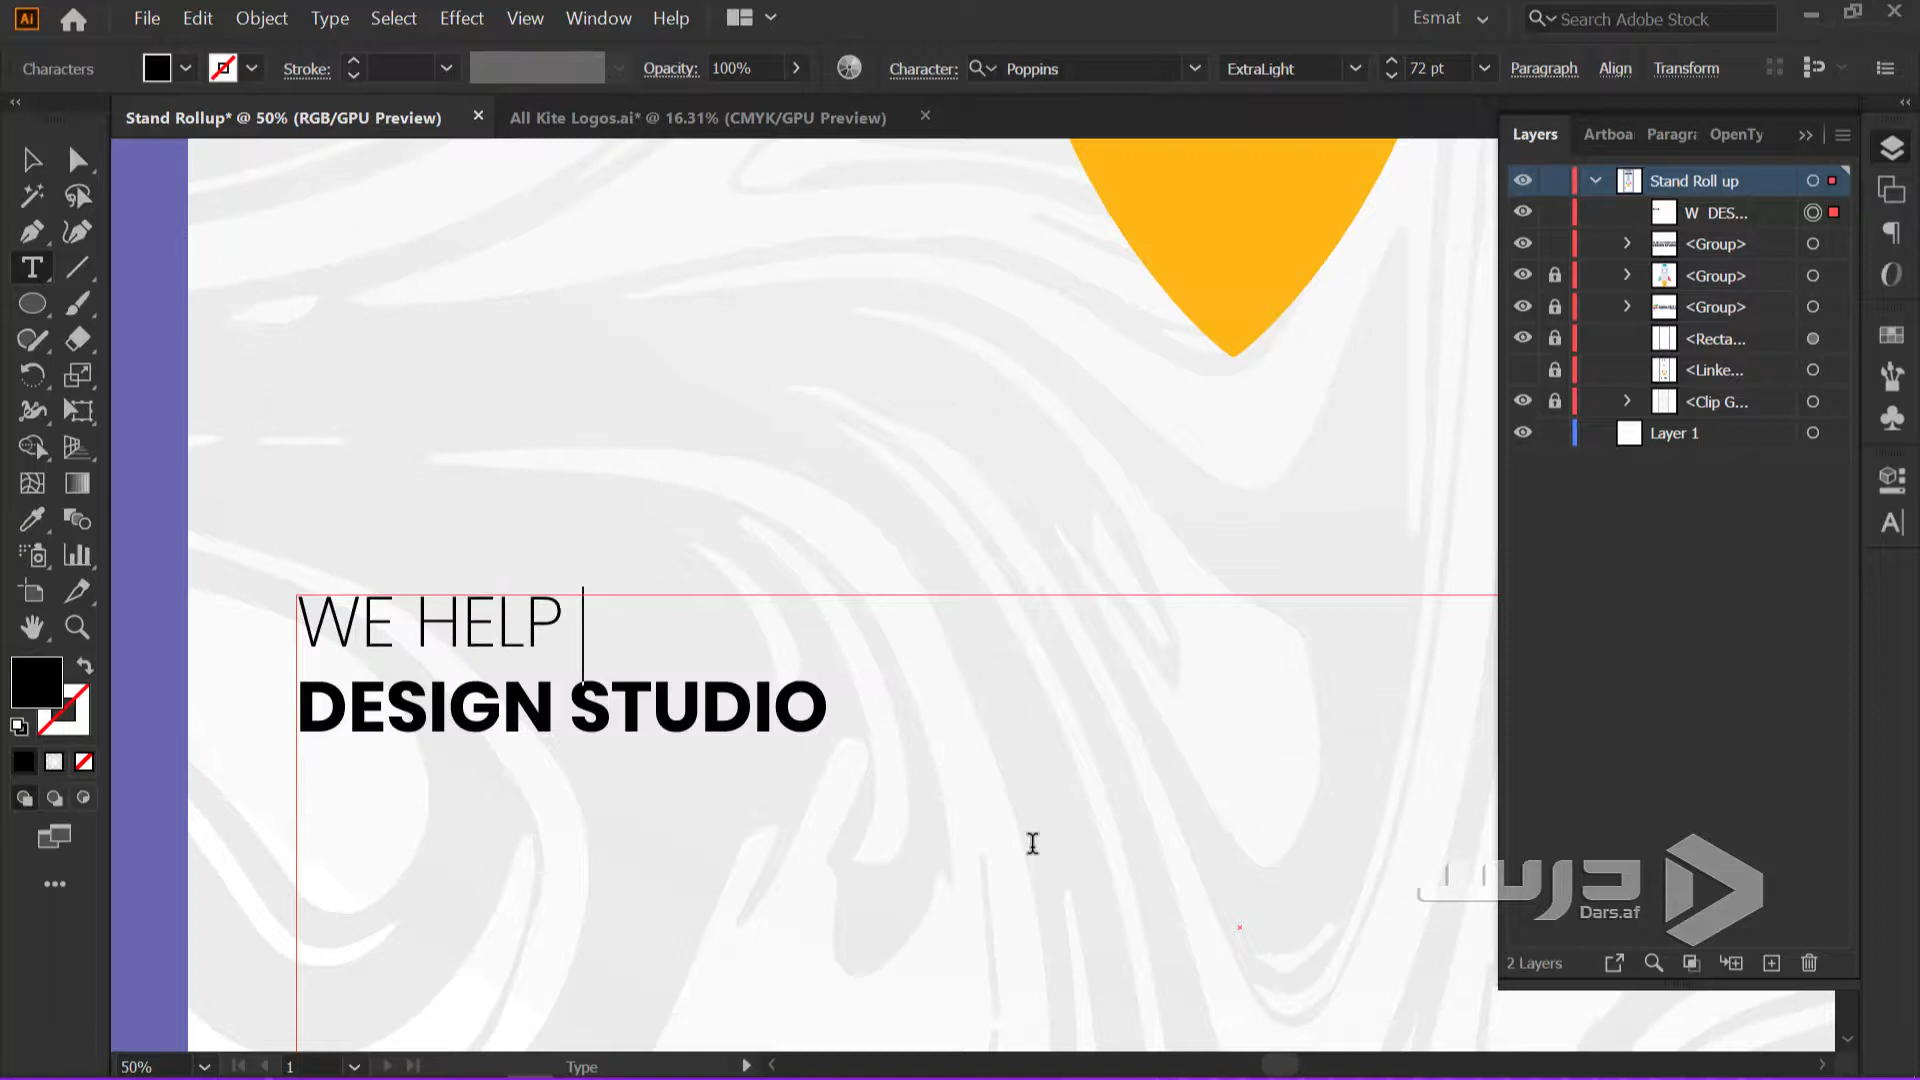 Ai File Edit Object Type Select Effect View Window Help Esmat Search Adobe Stock
Characters Stroke: Opacity: 100% Character: Poppins ExtraLight 72 pt Paragraph Align Transform
Stand Rollup* @ 50% (RGB/GPU Preview) All Kite Logos.ai* @ 16.31% (CMYK/GPU Preview)
Layers Artboa Paragra OpenTy
Stand Roll up
W DES...
<Group>
<Group>
<Group>
<Recta...
<Linke...
<Clip G...
Layer 1
WE HELP
DESIGN STUDIO
درس
Dars.af
2 Layers
50% 1 Type